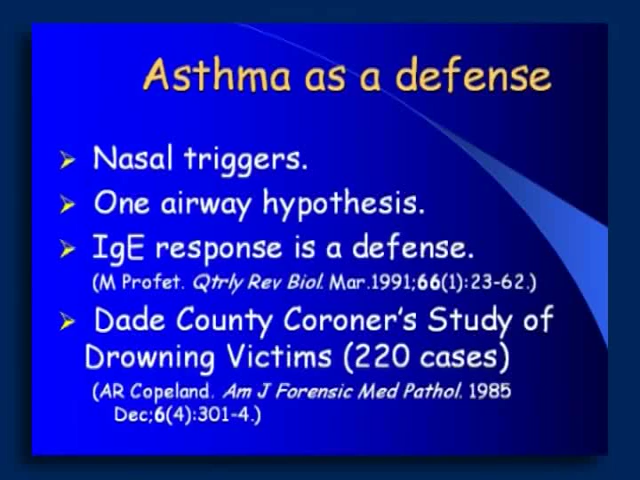 Asthma as a defense
Nasal triggers.
One airway hypothesis.
IgE response is a defense.
(M Profet. Qtrly Rev Biol. Mar.1991;66(1):23-62.)
Dade County Coroner's Study of
Drowning Victims (220 cases)
(AR Copeland. Am J Forensic Med Pathol. 1985
Dec;6(4):301-4.)